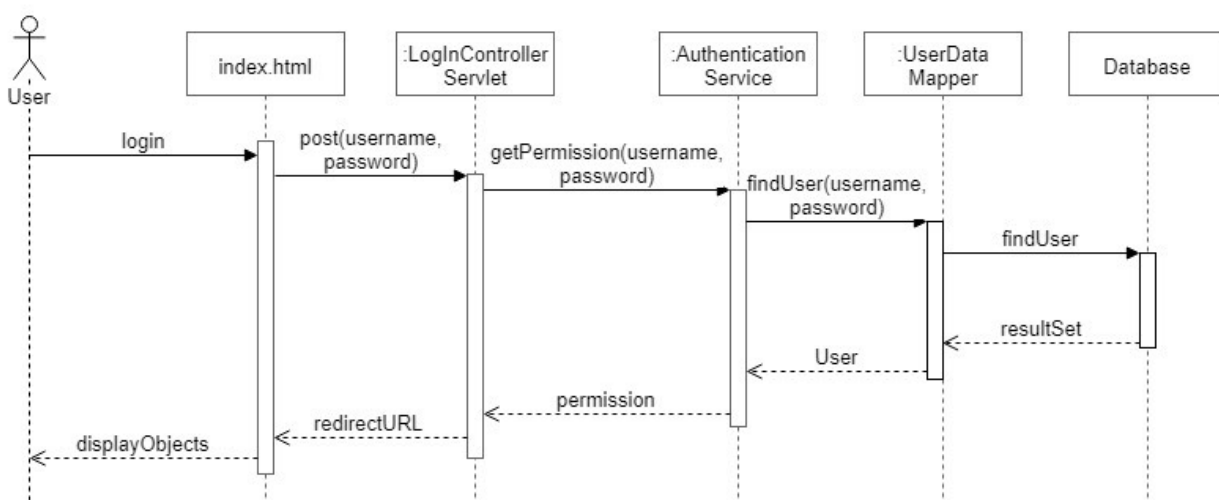 User
index.html
:LogInController
Servlet
:Authentication
Service
:UserData
Mapper
Database
login
post(username,
password)
getPermission(username,
password)
findUser(username,
password)
findUser
resultSet
User
permission
redirectURL
displayObjects